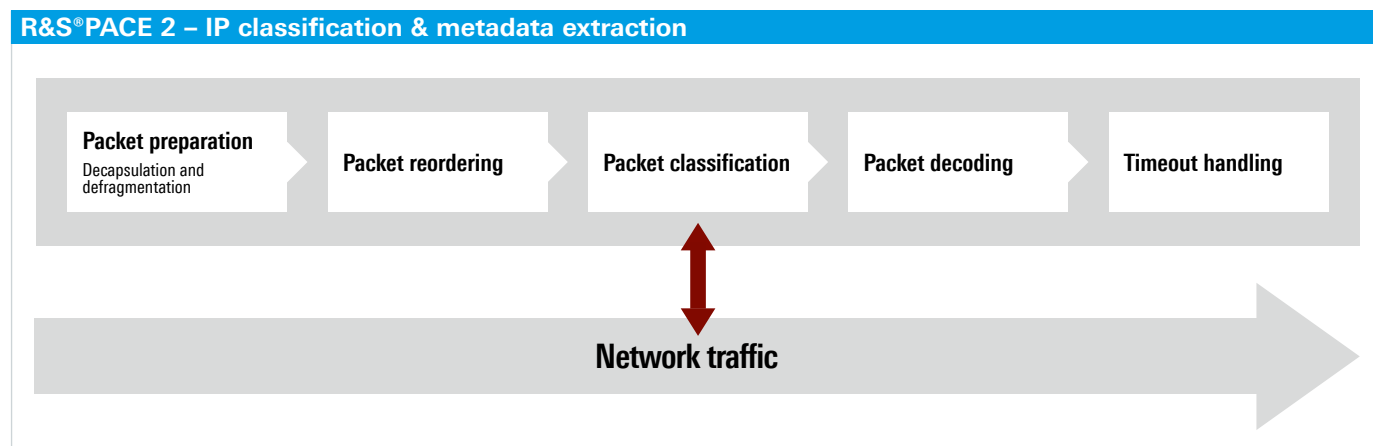 R&S®PACE 2 – IP classification & metadata extraction
Packet preparation
Decapsulation and
defragmentation
Packet reordering
Packet classification
Packet decoding
Timeout handling
Network traffic